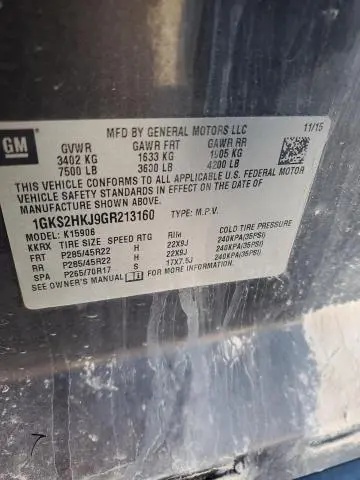 GM
MFD BY GENERAL MOTORS LLC 11/15
GVWR GAWR FRT GAWR RR
3402 KG 1633 KG 1905 KG
7500 LB 3600 LB 4200 LB
THIS VEHICLE CONFORMS TO ALL APPLICABLE U.S. FEDERAL MOTOR
VEHICLE SAFETY STANDARDS IN EFFECT ON THE DATE OF
MANUFACTURE SHOWN ABOVE.
1GKS2HKJ9GR213160 TYPE: M.P.V.
MODEL: K15906
KKRX TIRE SIZE SPEED RTG RIM COLD TIRE PRESSURE
FRT P285/45R22 H 22X9J 240KPA(35PSI)
RR P285/45R22 H 22X9J 240KPA(35PSI)
SPA P265/70R17 S 17X7.5J 240KPA(35PSI)
SEE OWNER'S MANUAL FOR MORE INFORMATION.